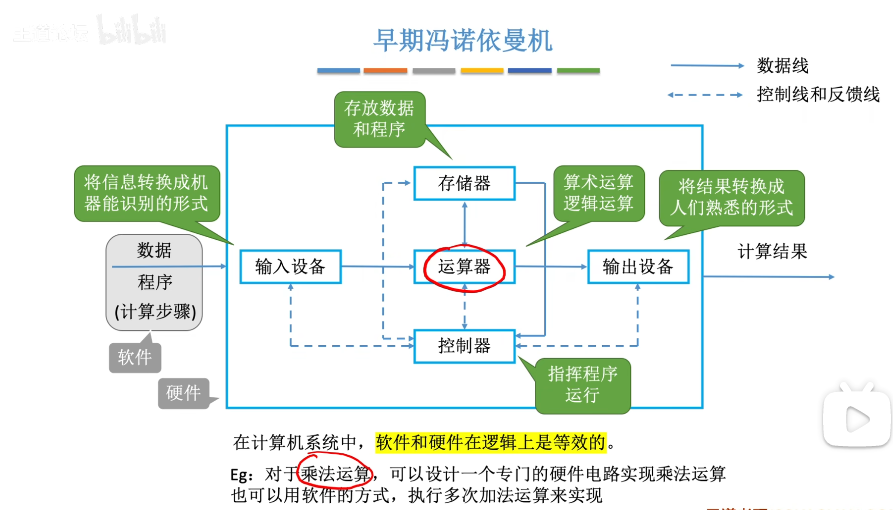 bilibili
早期冯诺依曼机
数据线
控制线和反馈线
存放数据
和程序
将信息转换成机
器能识别的形式
存储器
算术运算
逻辑运算
将结果转换成
人们熟悉的形式
数据
程序
(计算步骤)
输入设备
运算器
输出设备
计算结果
软件
控制器
硬件
指挥程序
运行
在计算机系统中，软件和硬件在逻辑上是等效的。
Eg：对于乘法运算，可以设计一个专门的硬件电路实现乘法运算
也可以用软件的方式，执行多次加法运算来实现